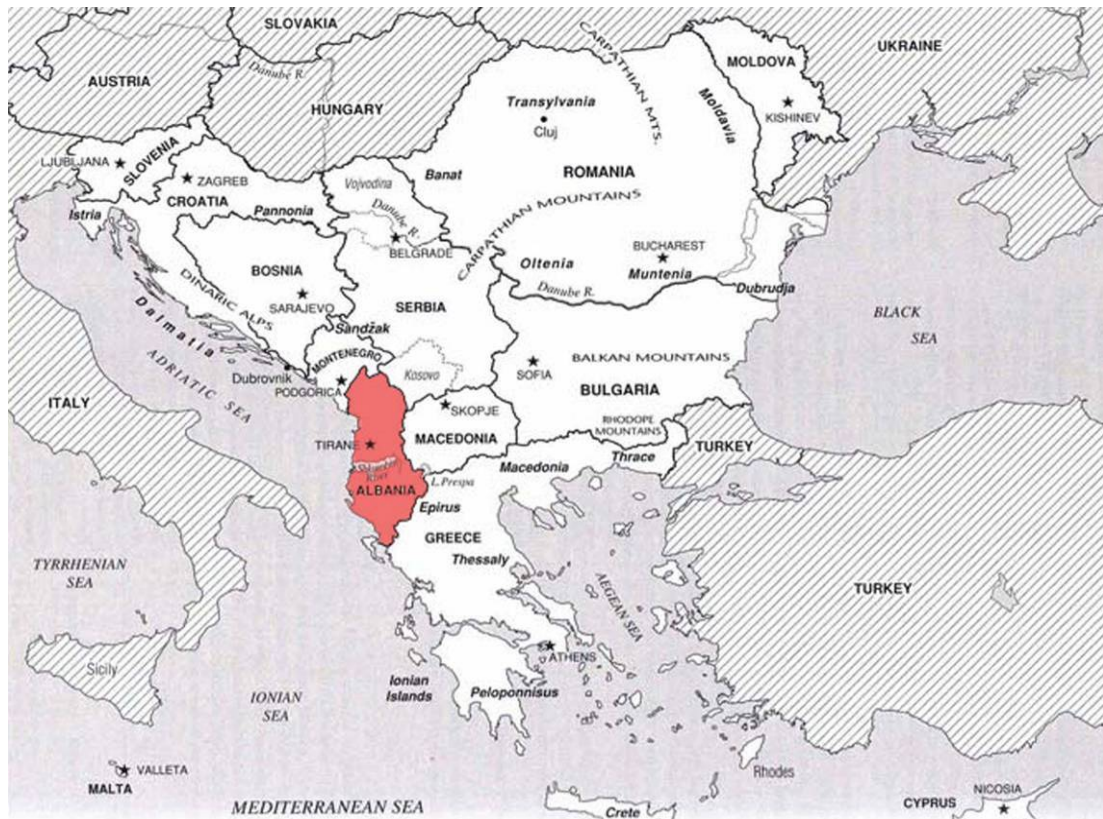 SLOVAKIA
UKRAINE
AUSTRIA
Danube R.
HUNGARY
CARPATHIAN MTS.
MOLDOVA
KISHINEV
Moldavia
Transylvania
Cluj
LJUBLJANA
SLOVENIA
ZAGREB
CROATIA
Istria
Pannonia
Vojvodina
Banat
ROMANIA
Danube R.
BELGRADE
CARPATHIAN MOUNTAINS
BUCHAREST
Oltenia
Muntenia
Danube R.
Dubrudja
BOSNIA
SARAJEVO
DINARIC ALPS
Dalmatia
SERBIA
BLACK
SEA
Sandžak
MONTENEGRO
Kosovo
SOFIA
BALKAN MOUNTAINS
BULGARIA
ADRIATIC SEA
Dubrovnik
PODGORICA
ITALY
SKOPJE
MACEDONIA
RHODOPE
MOUNTAINS
TURKEY
TIRANE
Macedonia
Thrace
River
ALBANIA
L. Prespa
Epirus
GREECE
Thessaly
TYRRHENIAN
SEA
AEGEAN SEA
TURKEY
Sicily
ATHENS
Ionian
Islands
Peloponnisus
IONIAN
SEA
VALLETA
MALTA
Rhodes
MEDITERRANEAN SEA
Crete
NICOSIA
CYPRUS